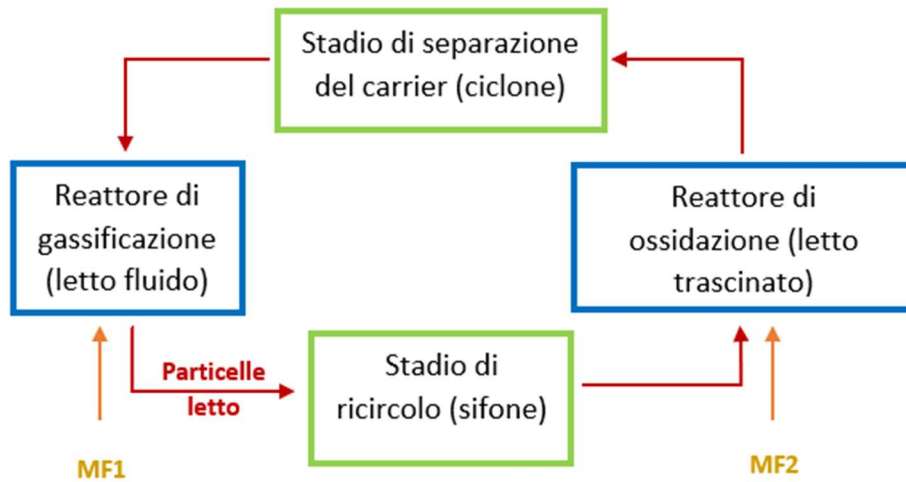 Stadio di separazione
del carrier (ciclone)
Reattore di
gassificazione
(letto fluido)
Reattore di
ossidazione (letto
trascinato)
Particelle
letto
Stadio di
ricircolo (sifone)
MF1
MF2